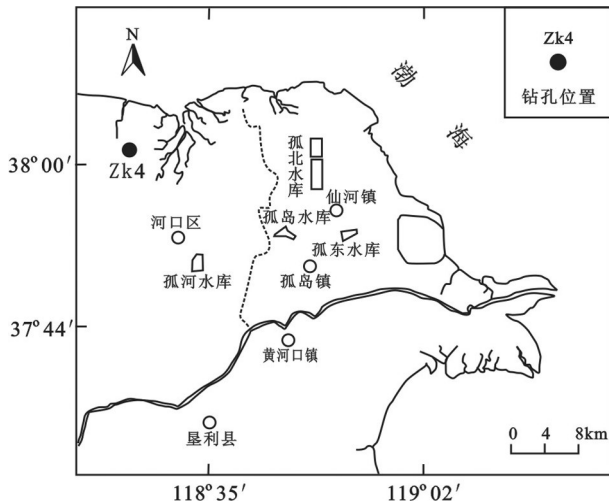 N
Zk4
钻孔位置
渤海
38°00′
Zk4
孤北水库
仙河镇
河口区
孤岛水库
孤东水库
孤河水库
孤岛镇
37°44′
黄河口镇
垦利县
0 4 8km
118°35′
119°02′